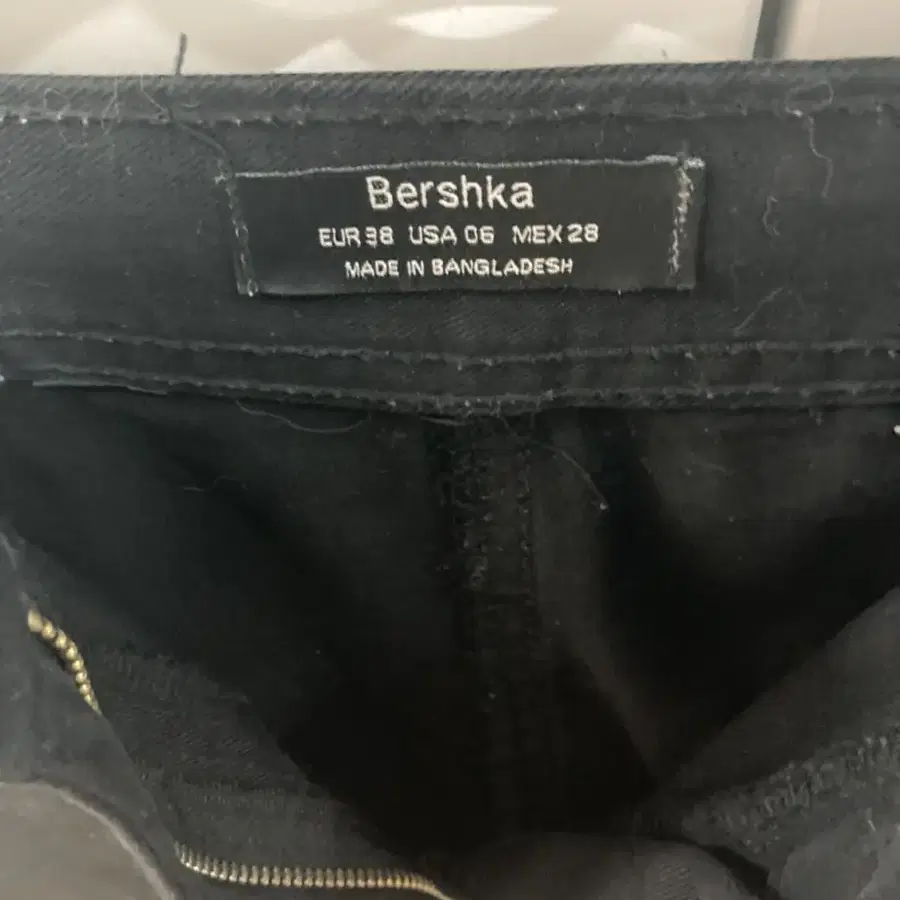 Bershka
EUR 38 USA 06 MEX 28
MADE IN BANGLADESH